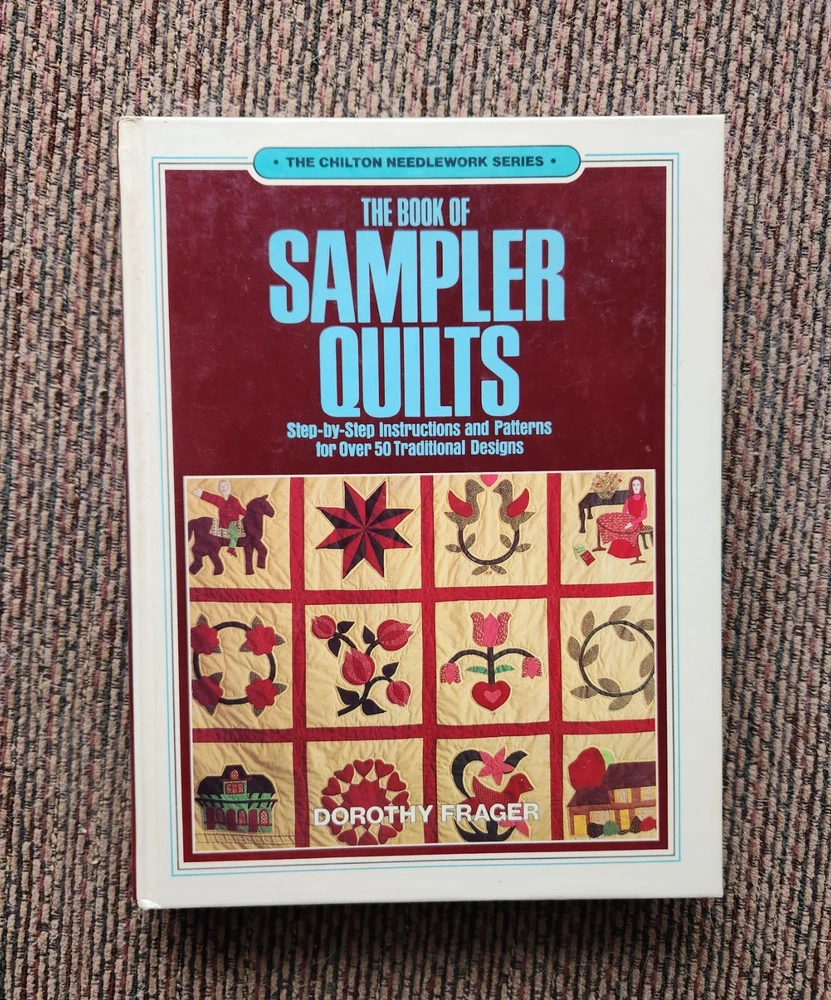 • THE CHILTON NEEDLEWORK SERIES •
THE BOOK OF
SAMPLER
QUILTS
Step-by-Step Instructions and Patterns
for Over 50 Traditional Designs
DOROTHY FRAGER